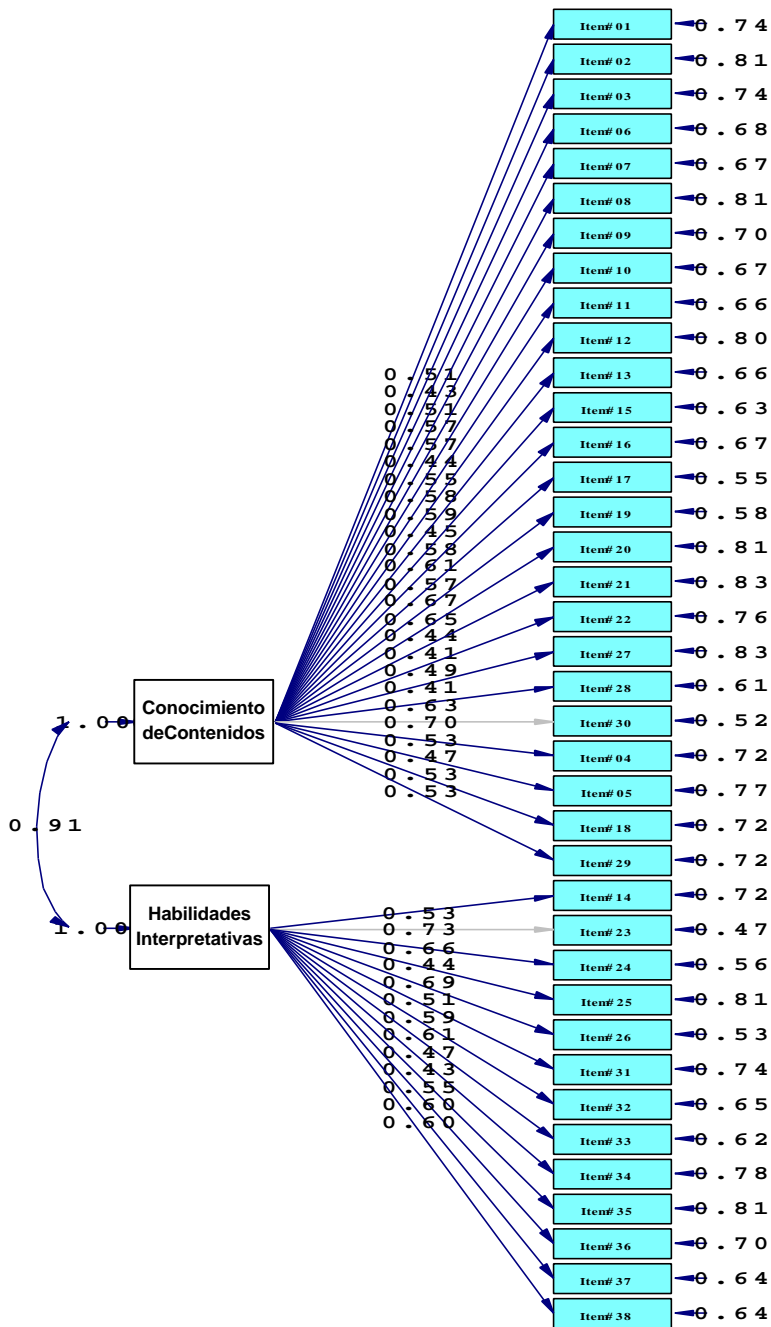 Item# 01 0.74
Item# 02 0.81
Item# 03 0.74
Item# 06 0.68
Item# 07 0.67
Item# 08 0.81
Item# 09 0.70
Item# 10 0.67
Item# 11 0.66
Item# 12 0.80
Item# 13 0.66
Item# 15 0.63
Item# 16 0.67
Item# 17 0.55
Item# 19 0.58
Item# 20 0.81
Item# 21 0.83
Item# 22 0.76
Item# 27 0.83
Item# 28 0.61
Item# 30 0.52
Item# 04 0.72
Item# 05 0.77
Item# 18 0.72
Item# 29 0.72
Item# 14 0.72
Item# 23 0.47
Item# 24 0.56
Item# 25 0.81
Item# 26 0.53
Item# 31 0.74
Item# 32 0.65
Item# 33 0.62
Item# 34 0.78
Item# 35 0.81
Item# 36 0.70
Item# 37 0.64
Item# 38 0.64
0.51
0.43
0.51
0.57
0.57
0.44
0.55
0.58
0.59
0.45
0.58
0.61
0.57
0.67
0.65
0.44
0.41
0.49
0.41
0.63
0.70
0.53
0.47
0.53
0.53
1.00
Conocimiento
deContenidos
0.91
1.00
Habilidades
Interpretativas
0.53
0.73
0.66
0.44
0.69
0.51
0.59
0.61
0.47
0.43
0.55
0.60
0.60